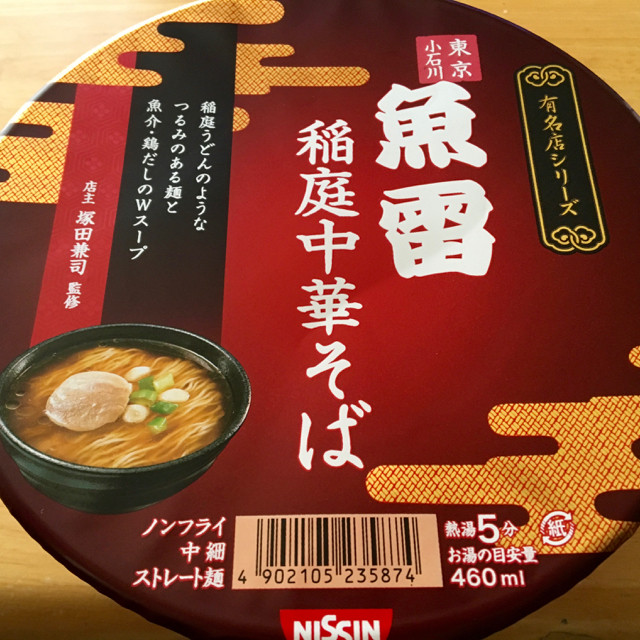 有名店シリーズ
東京
小石川
魚雷
稲庭中華そば
稲庭うどんのような
つるみのある麺と
魚介・鶏だしのWスープ
店主 塚田兼司 監修
ノンフライ
中細
ストレート麺
4 902105 235874
熱湯5分
お湯の目安量
460ml
紙
NISSIN